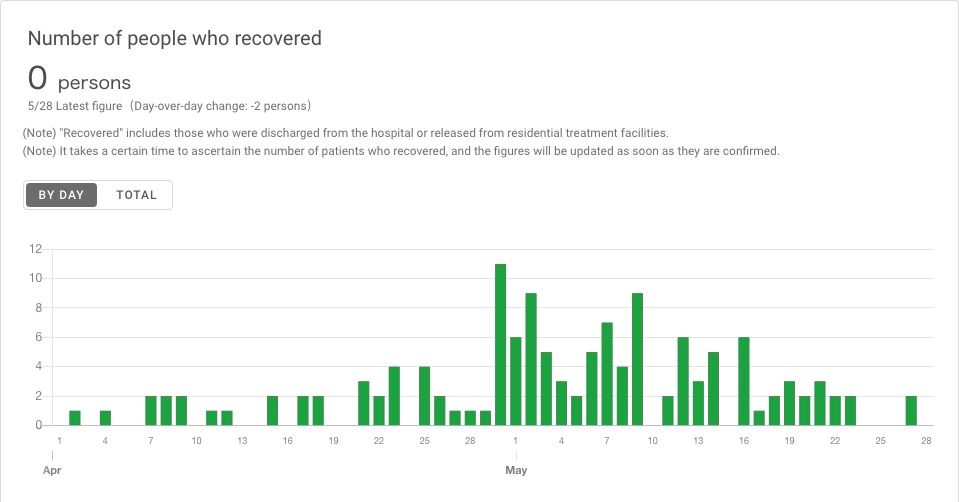 Number of people who recovered
0 persons
5/28 Latest figure（Day-over-day change: -2 persons）
(Note) "Recovered" includes those who were discharged from the hospital or released from residential treatment facilities.
(Note) It takes a certain time to ascertain the number of patients who recovered, and the figures will be updated as soon as they are confirmed.
BY DAY TOTAL
12
10
8
6
4
2
0
1 4 7 10 13 16 19 22 25 28 1 4 7 10 13 16 19 22 25 28
Apr May